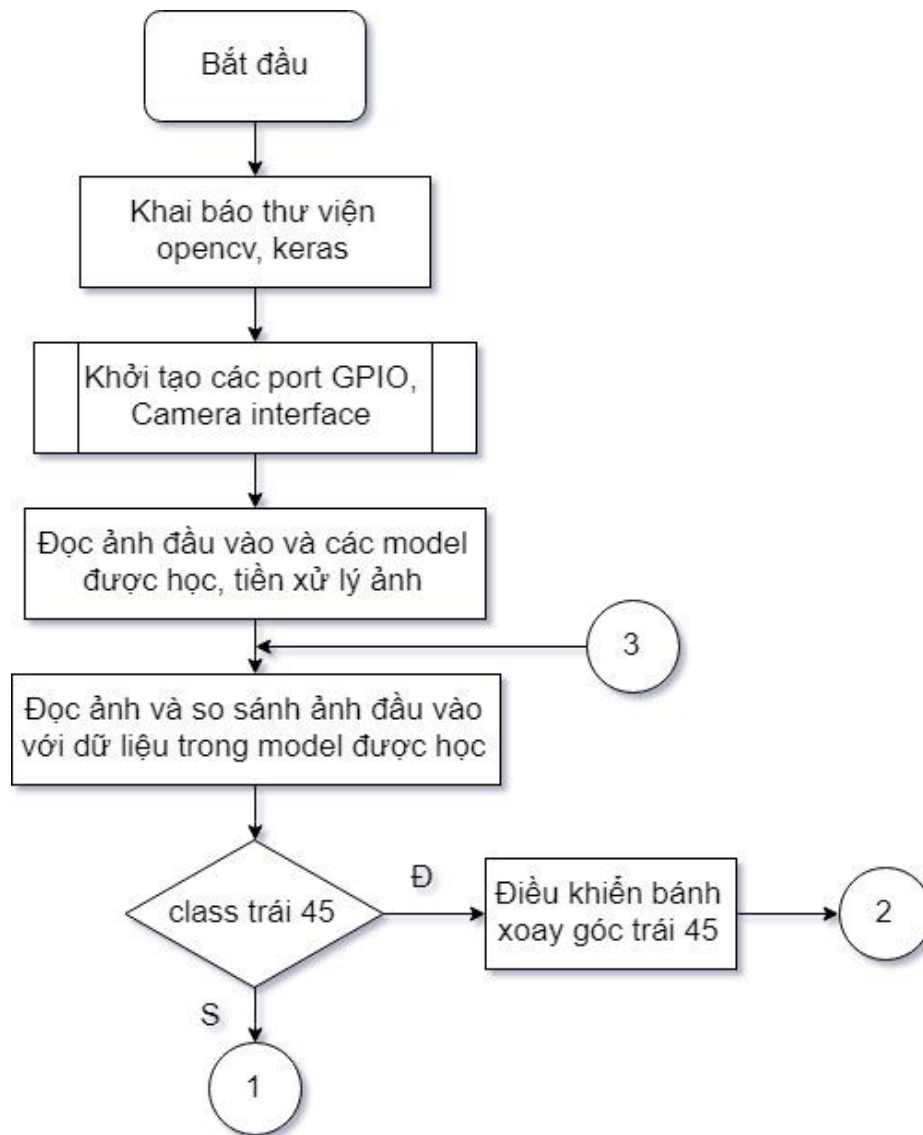 Bắt đầu
Khai báo thư viện
opencv, keras
Khởi tạo các port GPIO,
Camera interface
Đọc ảnh đầu vào và các model
được học, tiền xử lý ảnh
3
Đọc ảnh và so sánh ảnh đầu vào
với dữ liệu trong model được học
class trái 45
Đ
Điều khiển bánh
xoay góc trái 45
2
S
1